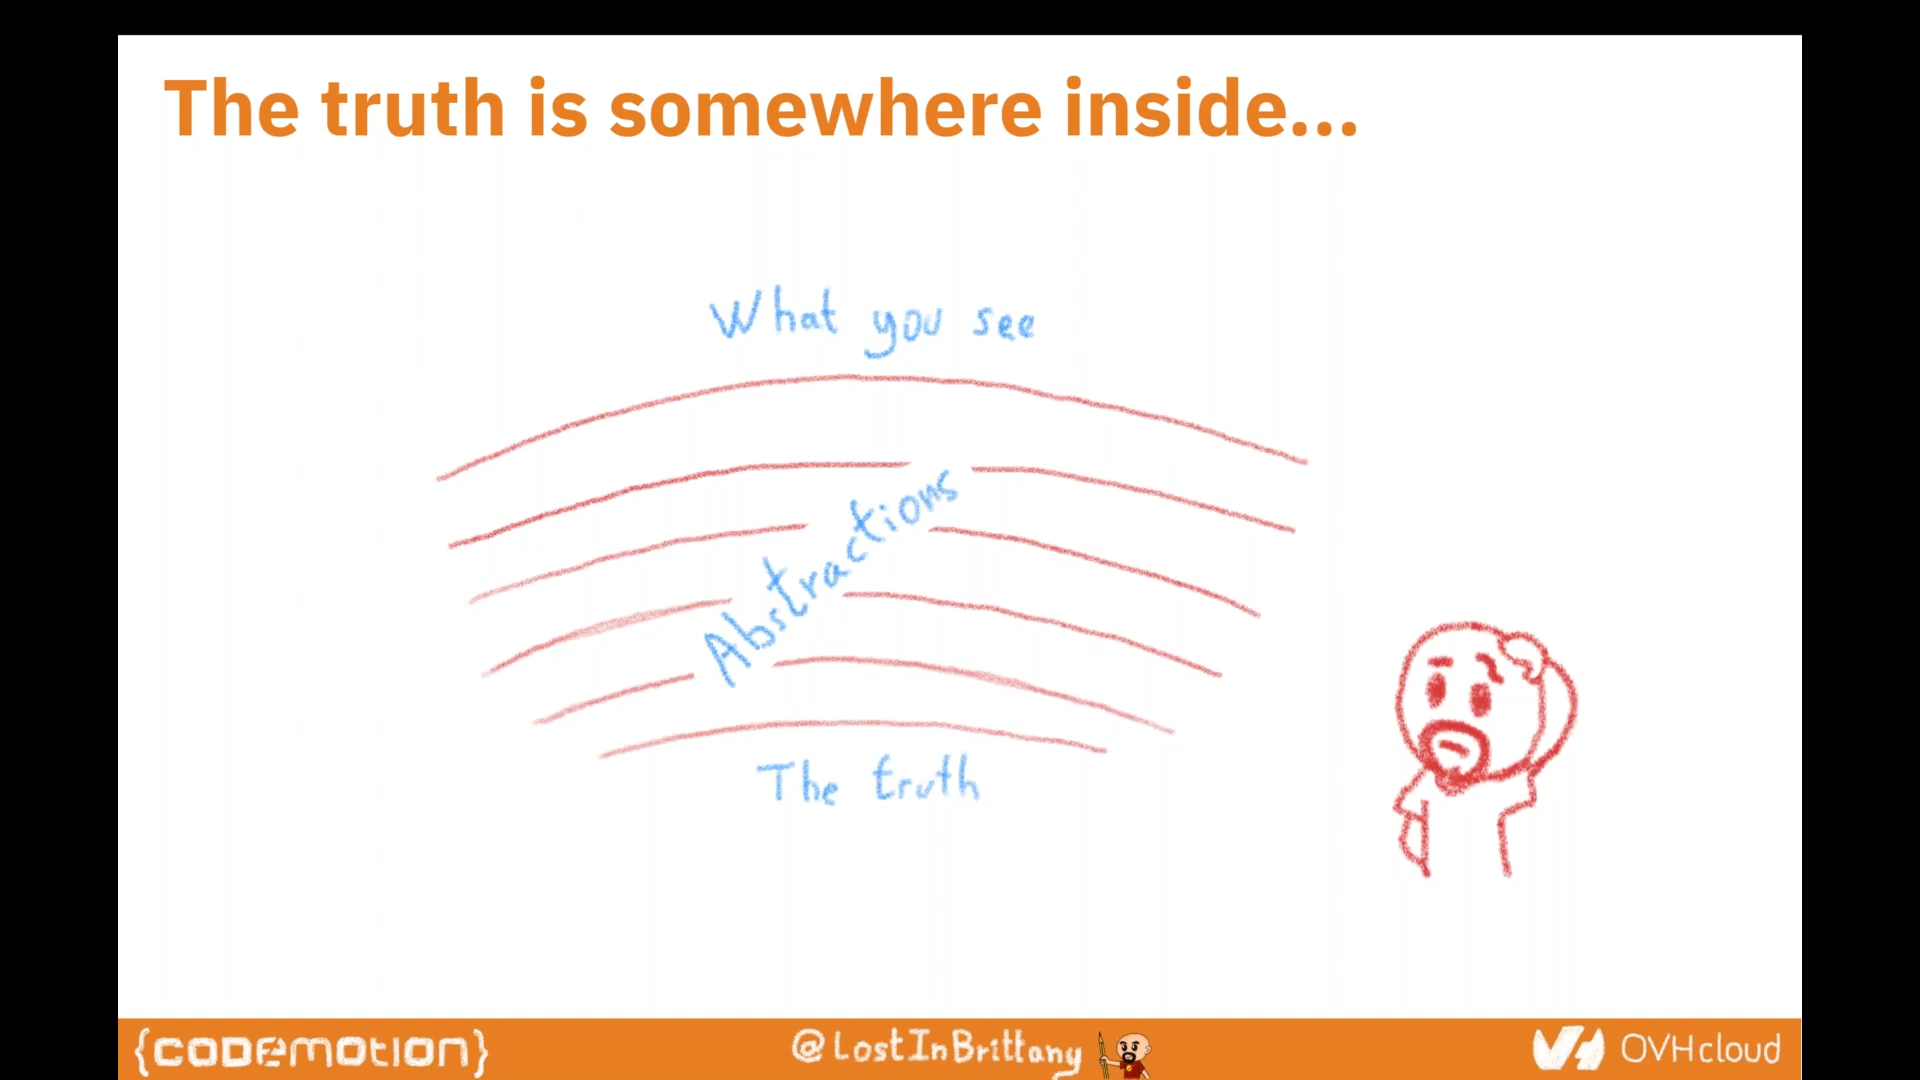 The truth is somewhere inside...
What you see
Abstractions
The truth
{CODEMOTION}
@LostInBrittany
OVHcloud